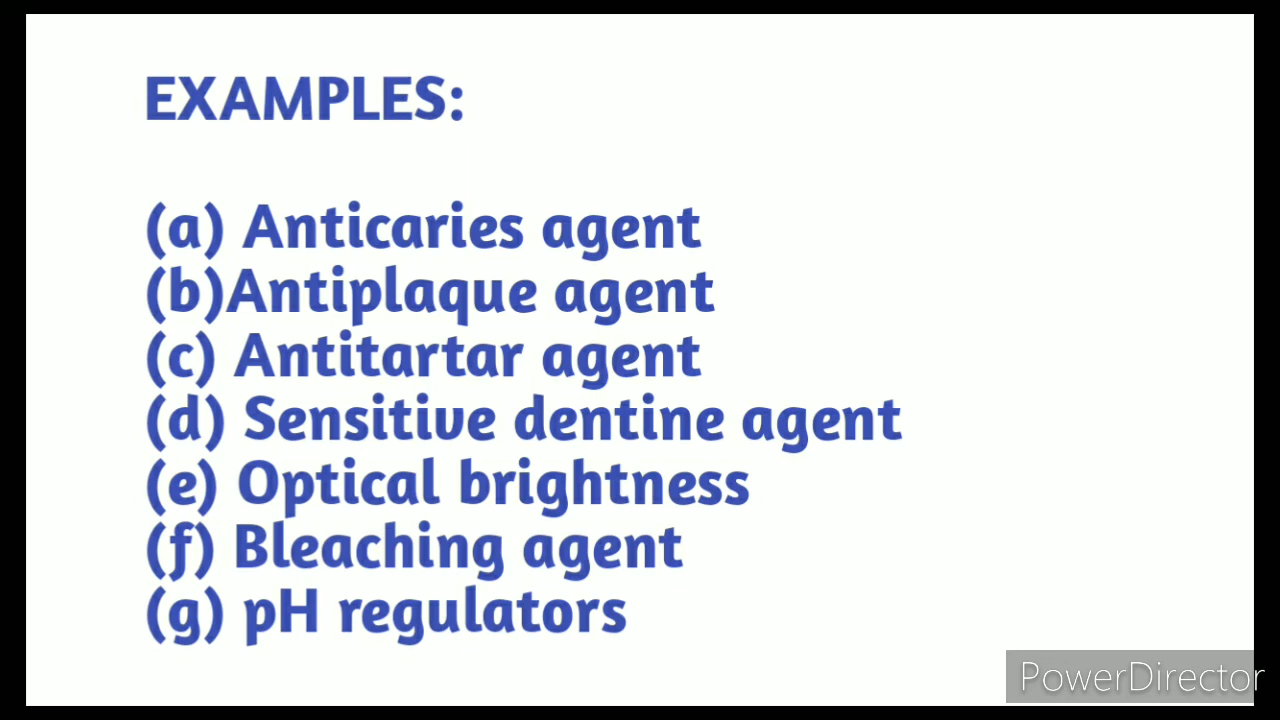 EXAMPLES:
(a) Anticaries agent
(b)Antiplaque agent
(c) Antitartar agent
(d) Sensitive dentine agent
(e) Optical brightness
(f) Bleaching agent
(g) pH regulators
PowerDirector